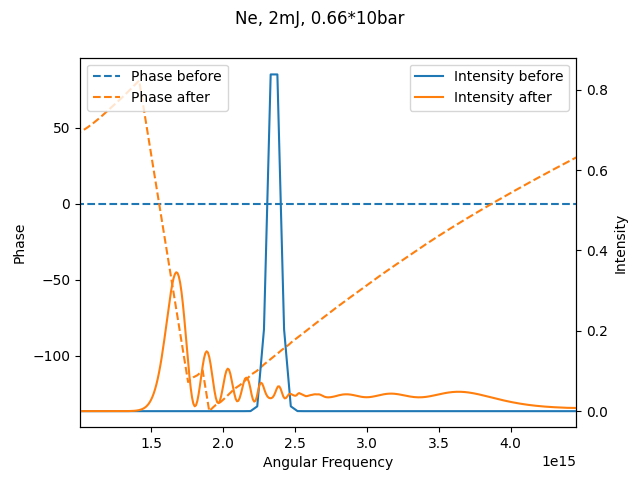 Ne, 2mJ, 0.66*10bar
Phase before
Phase after
Intensity before
Intensity after
50
0
−50
−100
Phase
0.8
0.6
0.4
0.2
0.0
Intensity
1.5 2.0 2.5 3.0 3.5 4.0
1e15
Angular Frequency